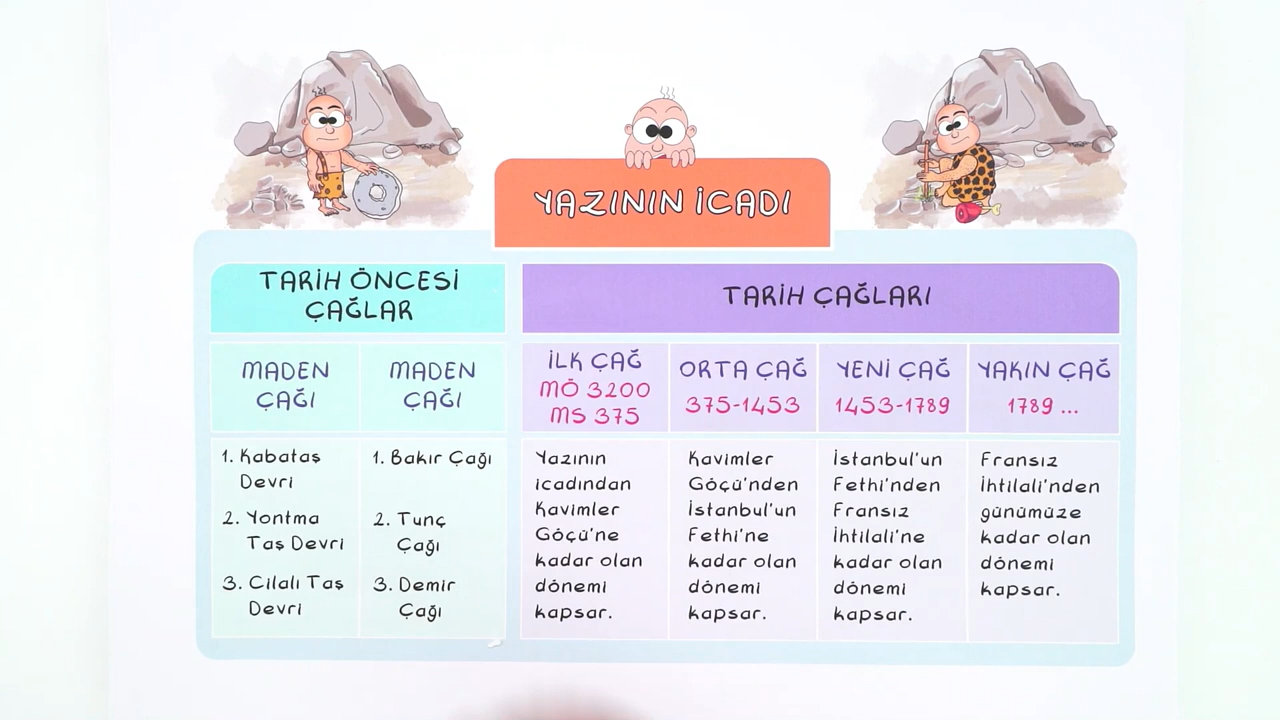 YAZININ İCADI
TARİH ÖNCESİ
ÇAĞLAR
MADEN
ÇAĞI
1. Kabataş
Devri
2. Yontma
Taş Devri
3. Cilalı Taş
Devri
MADEN
ÇAĞI
1. Bakır Çağı
2. Tunç
Çağı
3. Demir
Çağı
TARİH ÇAĞLARI
İLK ÇAĞ
MÖ 3200
MS 375
Yazının
icadından
Kavimler
Göçü'ne
kadar olan
dönemi
kapsar.
ORTA ÇAĞ
375-1453
Kavimler
Göçü'nden
İstanbul'un
Fethi'ne
kadar olan
dönemi
kapsar.
YENİ ÇAĞ
1453-1789
İstanbul'un
Fethi'nden
Fransız
İhtilali'ne
kadar olan
dönemi
kapsar.
YAKIN ÇAĞ
1789 ...
Fransız
İhtilali'nden
günümüze
kadar olan
dönemi
kapsar.